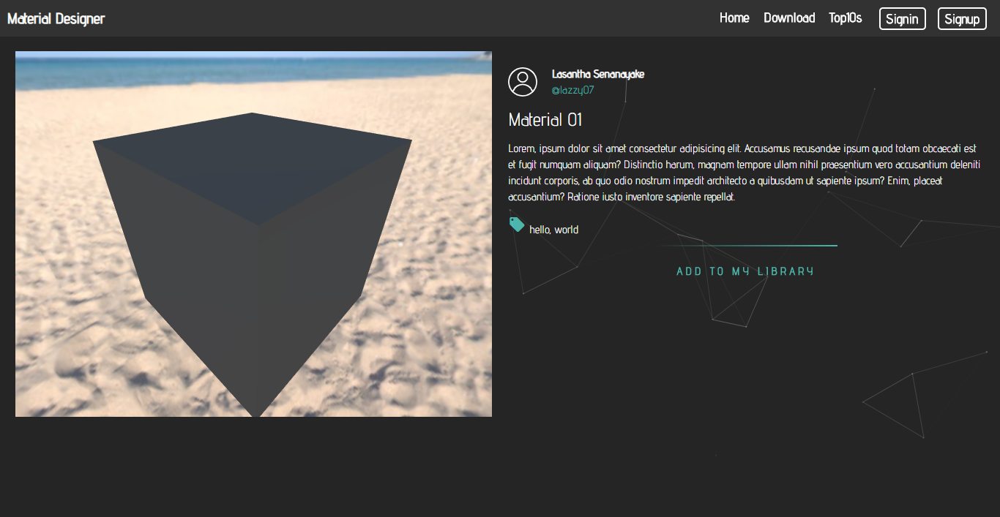 Material Designer
Home Download Top10s Signin Signup
Lasantha Senanayake
@lazzy07
Material 01
Lorem, ipsum dolor sit amet consectetur adipisicing elit. Accusamus recusandae ipsum quod totam obcaecati est
et fugit numquam aliquam? Distinctio harum, magnam tempore ullam nihil praesentium vero accusantium deleniti
incidunt corporis, ab quo odio nostrum impedit architecto a quibusdam ut sapiente ipsum? Enim, placeat
accusantium? Ratione iusto inventore sapiente repellat.
hello, world
ADD TO MY LIBRARY